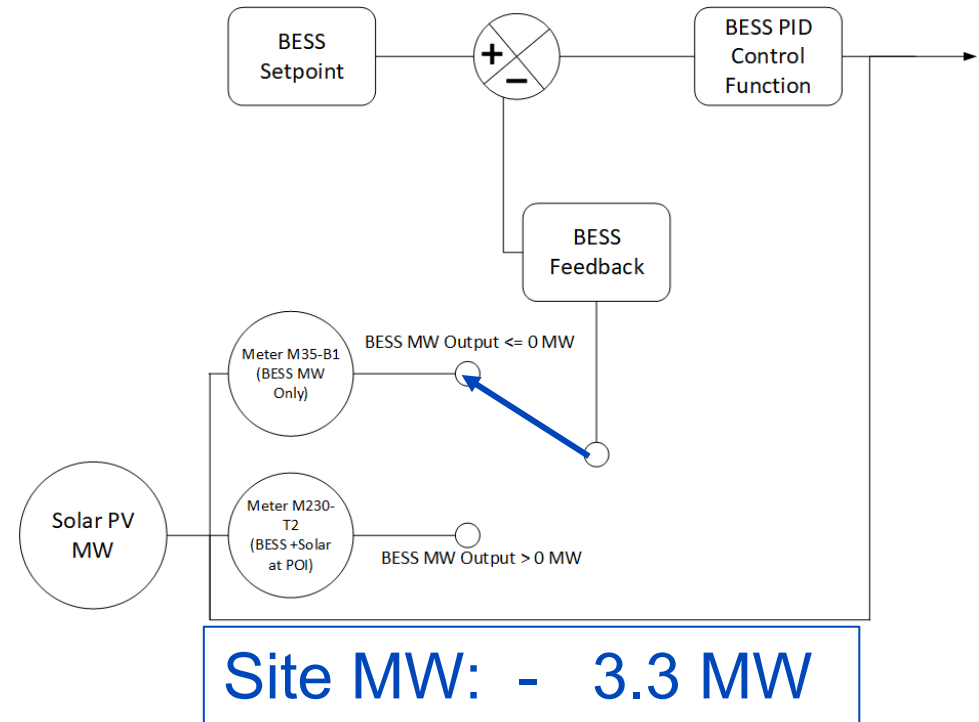 BESS
Setpoint
+
−
BESS PID
Control
Function
BESS
Feedback
Meter M35-B1
(BESS MW
Only)
BESS MW Output <= 0 MW
Solar PV
MW
Meter M230-
T2
(BESS +Solar
at POI)
BESS MW Output > 0 MW
Site MW: - 3.3 MW